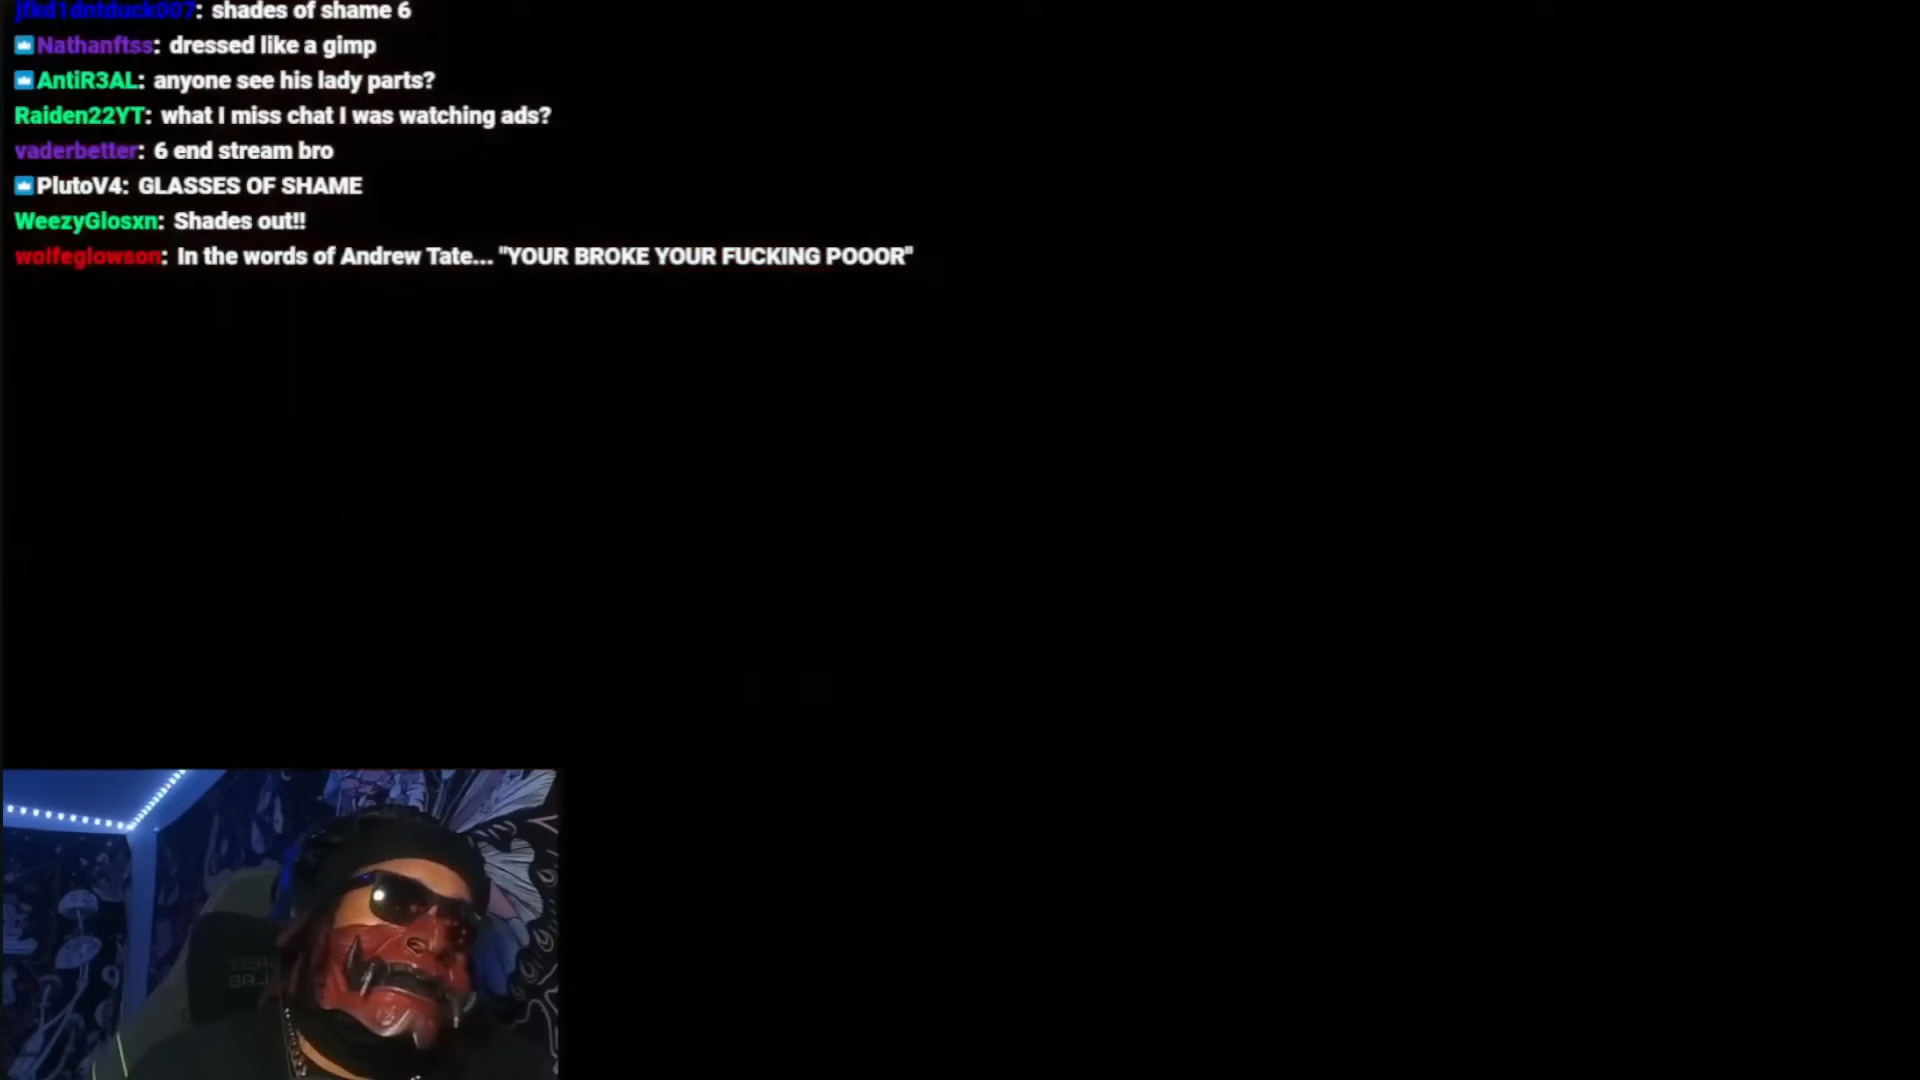 jfkd1dntduck007: shades of shame 6
Nathanftss: dressed like a gimp
AntiR3AL: anyone see his lady parts?
Raiden22YT: what I miss chat I was watching ads?
vaderbetter: 6 end stream bro
PlutoV4: GLASSES OF SHAME
WeezyGlosxn: Shades out!!
wolfeglowson: In the words of Andrew Tate... "YOUR BROKE YOUR FUCKING POOOR"